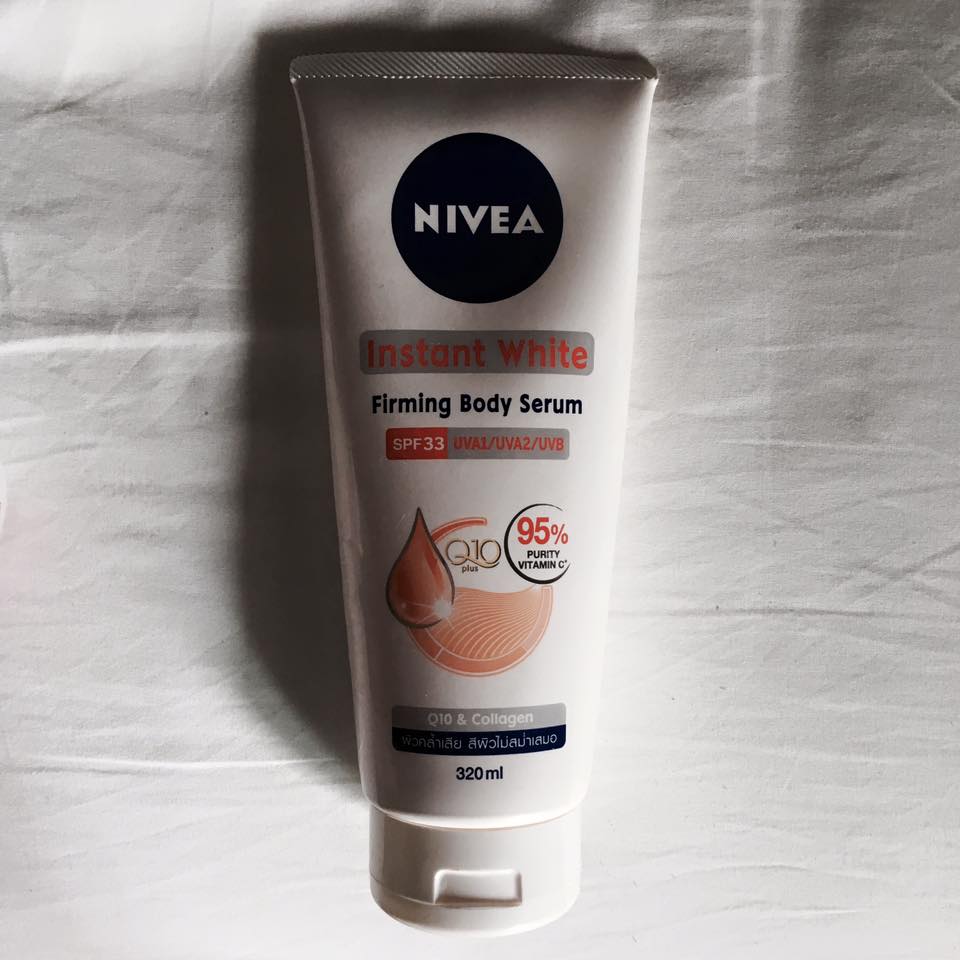 NIVEA
Instant White
Firming Body Serum
SPF33 UVA1/UVA2/UVB
Q10
plus
95%
PURITY
VITAMIN C*
Q10 & Collagen
ผิวคล้ำเสีย สีผิวไม่สม่ำเสมอ
320ml